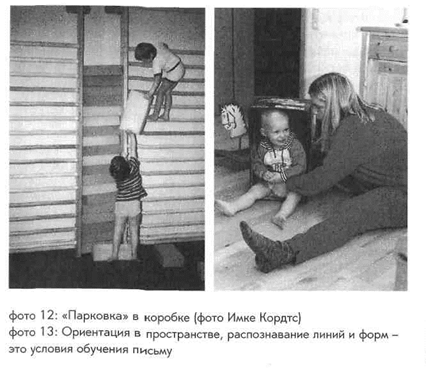 фото 12: «Парковка» в коробке (фото Имке Кордтс)
фото 13: Ориентация в пространстве, распознавание линий и форм –
это условия обучения письму